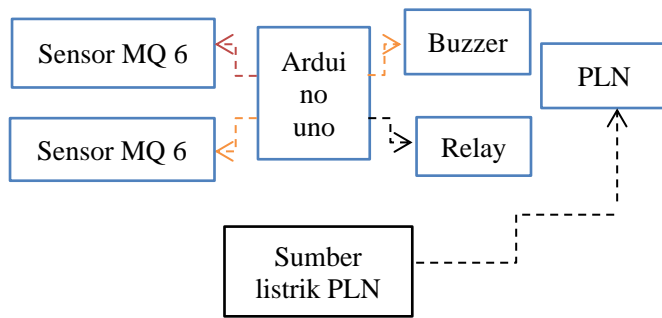 Sensor MQ 6
Sensor MQ 6
Ardui
no
uno
Buzzer
Relay
PLN
Sumber
listrik PLN